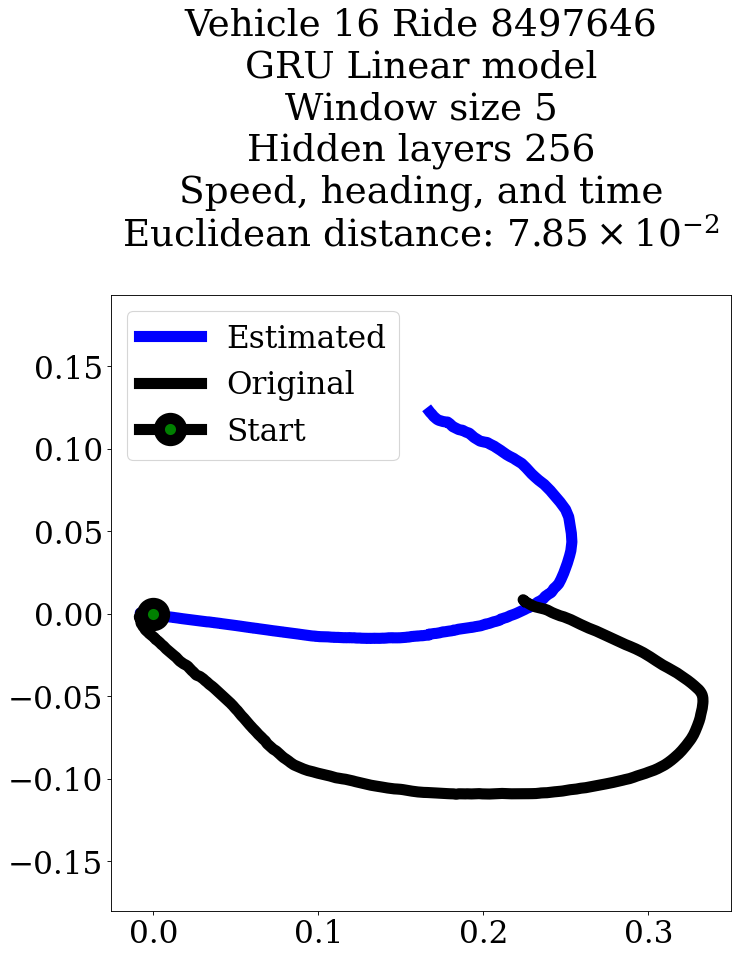 Vehicle 16 Ride 8497646
GRU Linear model
Window size 5
Hidden layers 256
Speed, heading, and time
Euclidean distance: 7.85 × 10⁻²
Estimated
Original
Start
0.15
0.10
0.05
0.00
−0.05
−0.10
−0.15
0.0 0.1 0.2 0.3